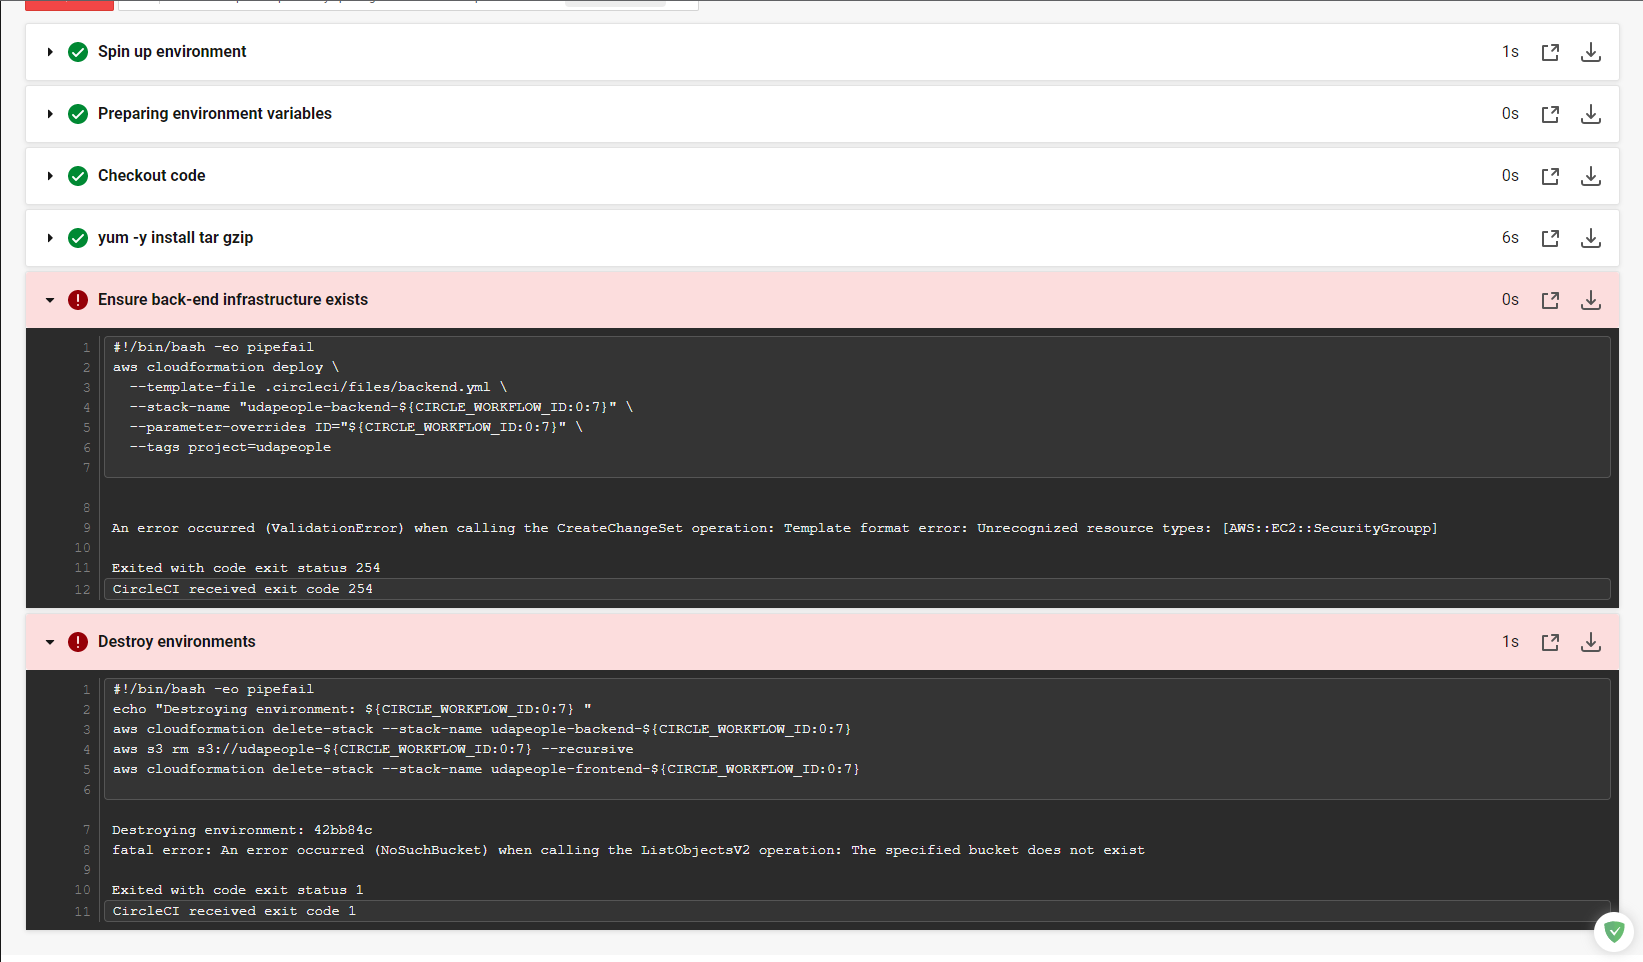 Spin up environment 1s
Preparing environment variables 0s
Checkout code 0s
yum -y install tar gzip 6s
Ensure back-end infrastructure exists 0s
1 #!/bin/bash -eo pipefail
2 aws cloudformation deploy \
3   --template-file .circleci/files/backend.yml \
4   --stack-name "udapeople-backend-${CIRCLE_WORKFLOW_ID:0:7}" \
5   --parameter-overrides ID="${CIRCLE_WORKFLOW_ID:0:7}" \
6   --tags project=udapeople
7
8
9 An error occurred (ValidationError) when calling the CreateChangeSet operation: Template format error: Unrecognized resource types: [AWS::EC2::SecurityGroupp]
10
11 Exited with code exit status 254
12 CircleCI received exit code 254
Destroy environments 1s
1 #!/bin/bash -eo pipefail
2 echo "Destroying environment: ${CIRCLE_WORKFLOW_ID:0:7} "
3 aws cloudformation delete-stack --stack-name udapeople-backend-${CIRCLE_WORKFLOW_ID:0:7}
4 aws s3 rm s3://udapeople-${CIRCLE_WORKFLOW_ID:0:7} --recursive
5 aws cloudformation delete-stack --stack-name udapeople-frontend-${CIRCLE_WORKFLOW_ID:0:7}
6
7 Destroying environment: 42bb84c
8 fatal error: An error occurred (NoSuchBucket) when calling the ListObjectsV2 operation: The specified bucket does not exist
9
10 Exited with code exit status 1
11 CircleCI received exit code 1